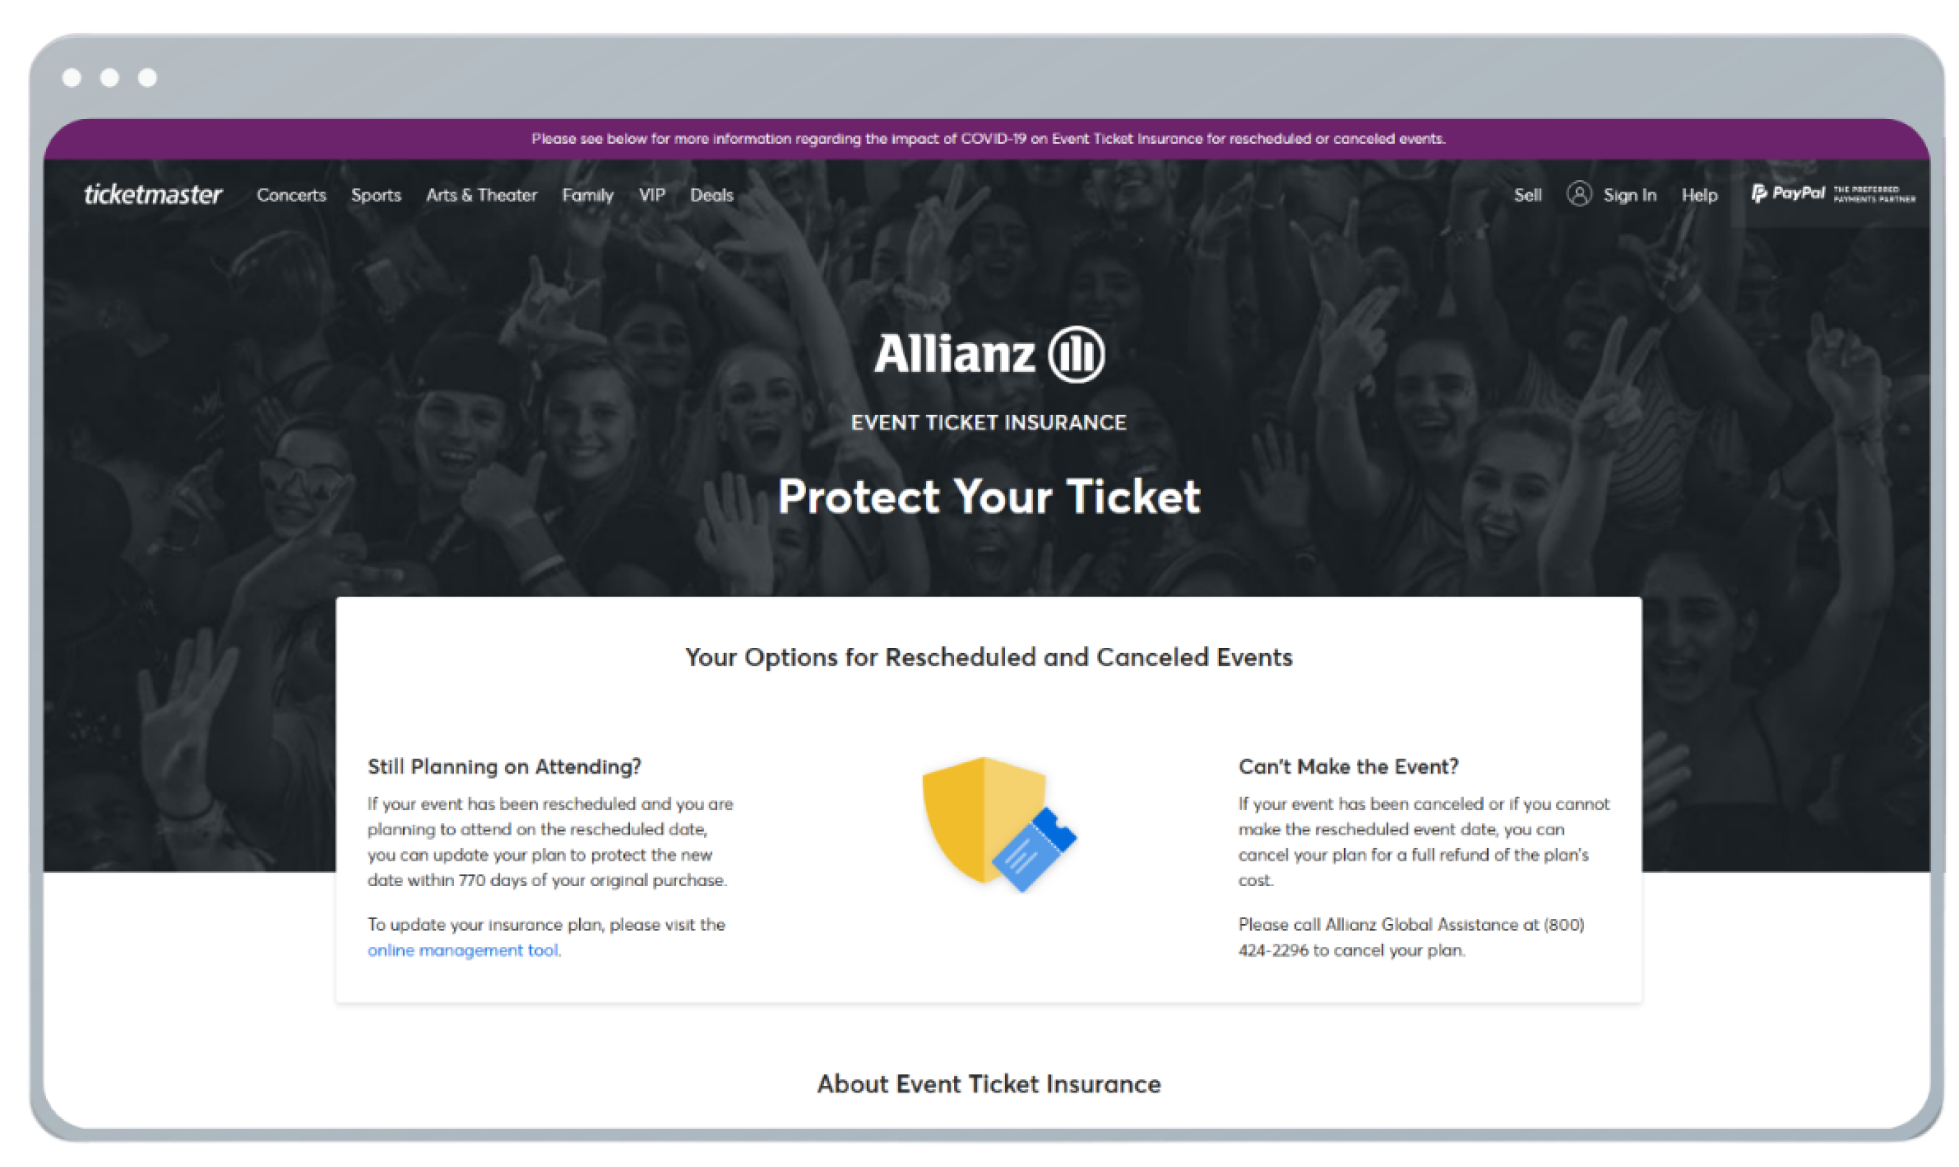 Please see below for more information regarding the impact of COVID-19 on Event Ticket Insurance for rescheduled or canceled events.
ticketmaster Concerts Sports Arts & Theater Family VIP Deals Sell Sign In Help PayPal THE PREFERRED
PAYMENTS PARTNER
Allianz
EVENT TICKET INSURANCE
Protect Your Ticket
Your Options for Rescheduled and Canceled Events
Still Planning on Attending?
If your event has been rescheduled and you are
planning to attend on the rescheduled date,
you can update your plan to protect the new
date within 770 days of your original purchase.
To update your insurance plan, please visit the
online management tool.
Can't Make the Event?
If your event has been canceled or if you cannot
make the rescheduled event date, you can
cancel your plan for a full refund of the plan's
cost.
Please call Allianz Global Assistance at (800)
424-2296 to cancel your plan.
About Event Ticket Insurance